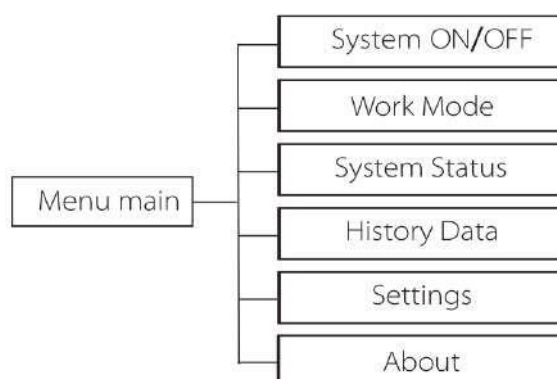 System ON/OFF
Work Mode
System Status
Menu main
History Data
Settings
About